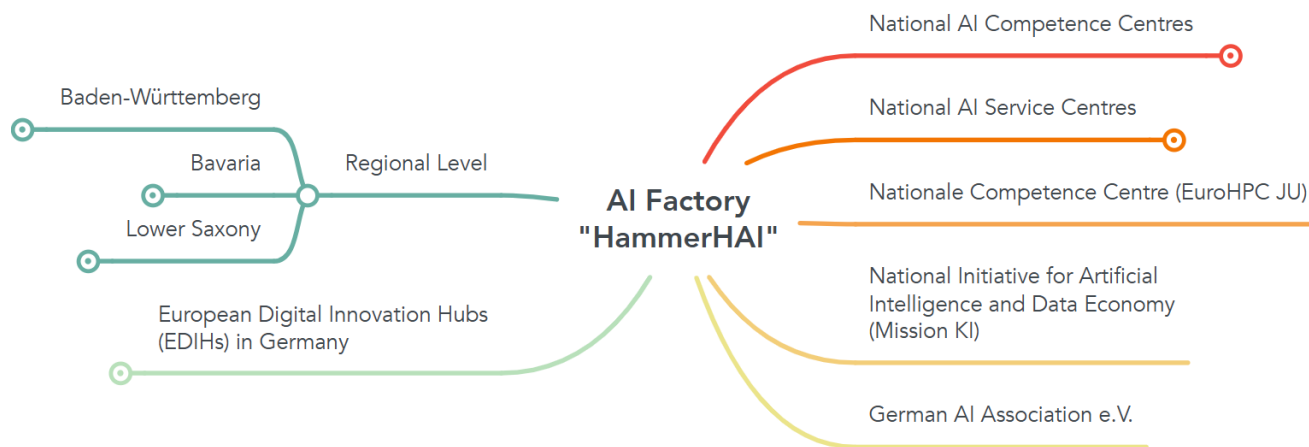 National AI Competence Centres
Baden-Württemberg
National AI Service Centres
Bavaria
Regional Level
AI Factory
"HammerHAI"
Nationale Competence Centre (EuroHPC JU)
Lower Saxony
National Initiative for Artificial
Intelligence and Data Economy
(Mission KI)
European Digital Innovation Hubs
(EDIHs) in Germany
German AI Association e.V.